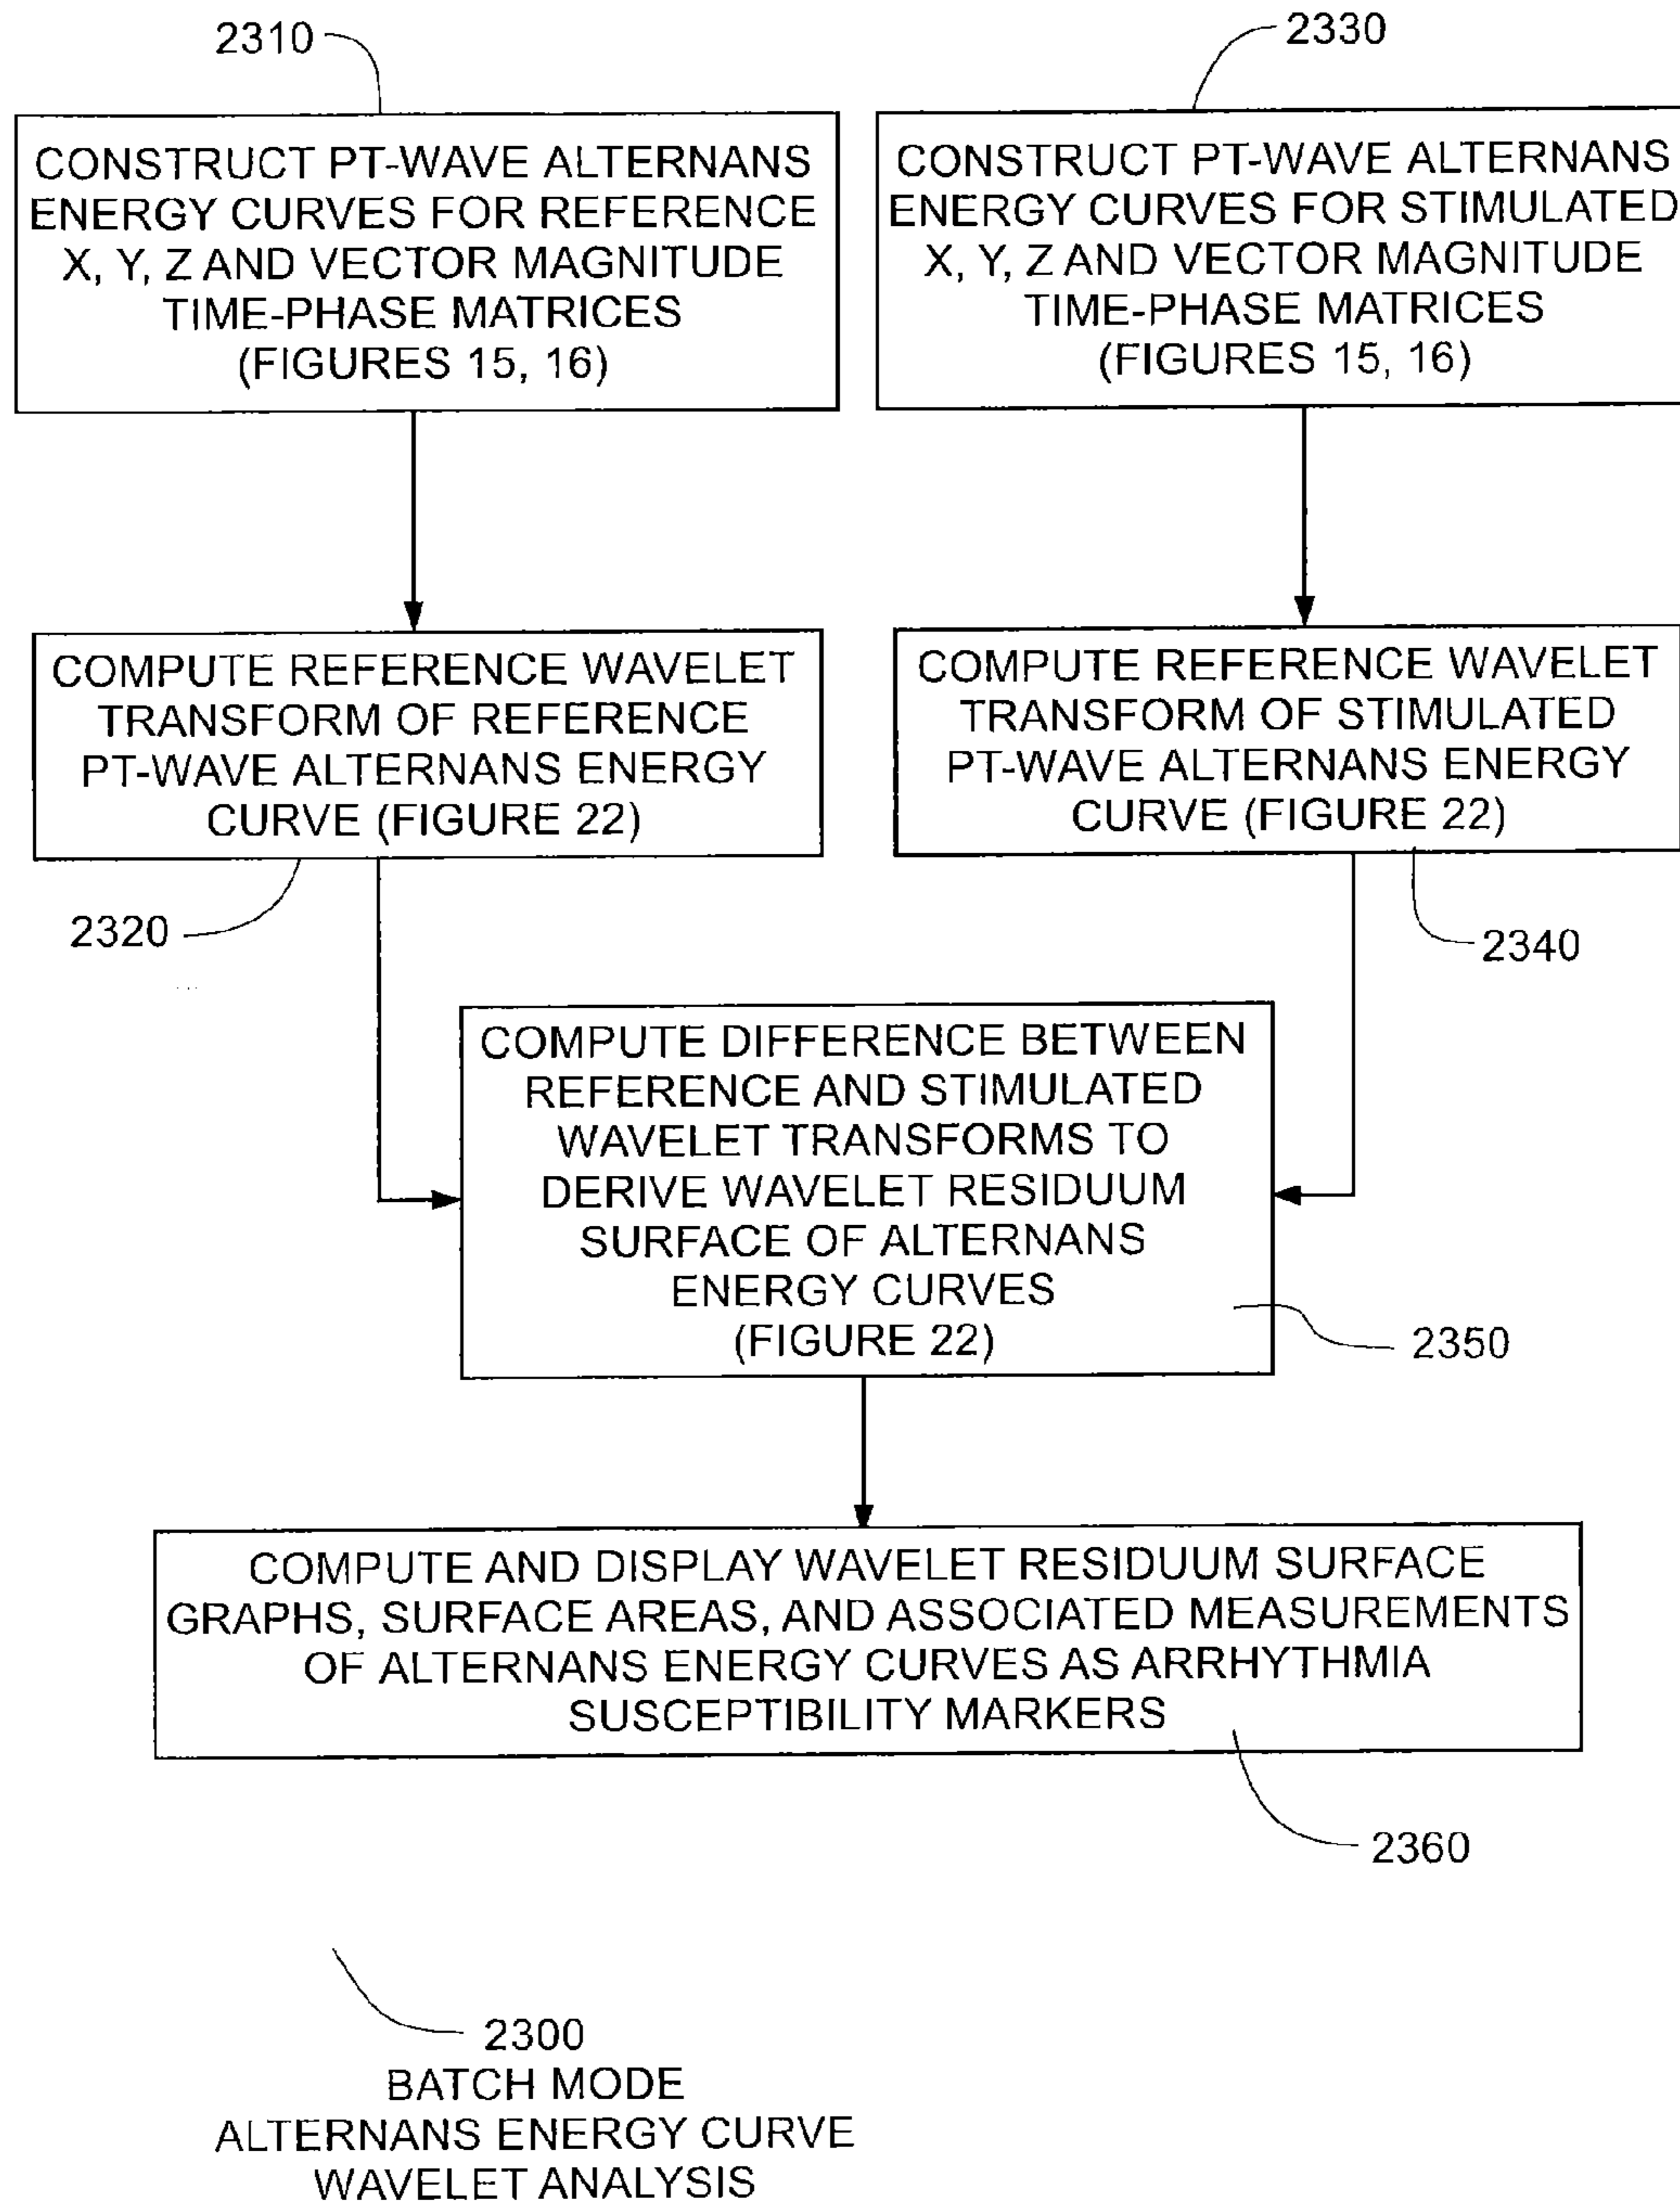 2310
2330
CONSTRUCT PT-WAVE ALTERNANS
ENERGY CURVES FOR REFERENCE
X, Y, Z AND VECTOR MAGNITUDE
TIME-PHASE MATRICES
(FIGURES 15, 16)
CONSTRUCT PT-WAVE ALTERNANS
ENERGY CURVES FOR STIMULATED
X, Y, Z AND VECTOR MAGNITUDE
TIME-PHASE MATRICES
(FIGURES 15, 16)
COMPUTE REFERENCE WAVELET
TRANSFORM OF REFERENCE
PT-WAVE ALTERNANS ENERGY
CURVE (FIGURE 22)
COMPUTE REFERENCE WAVELET
TRANSFORM OF STIMULATED
PT-WAVE ALTERNANS ENERGY
CURVE (FIGURE 22)
2320
2340
COMPUTE DIFFERENCE BETWEEN
REFERENCE AND STIMULATED
WAVELET TRANSFORMS TO
DERIVE WAVELET RESIDUUM
SURFACE OF ALTERNANS
ENERGY CURVES
(FIGURE 22)
2350
COMPUTE AND DISPLAY WAVELET RESIDUUM SURFACE
GRAPHS, SURFACE AREAS, AND ASSOCIATED MEASUREMENTS
OF ALTERNANS ENERGY CURVES AS ARRHYTHMIA
SUSCEPTIBILITY MARKERS
2360
2300
BATCH MODE
ALTERNANS ENERGY CURVE
WAVELET ANALYSIS